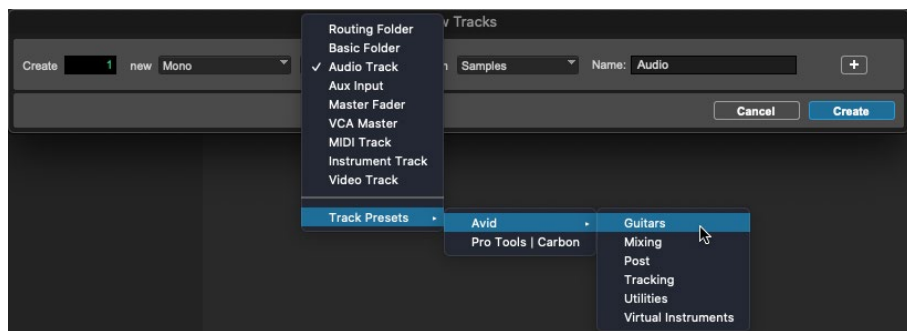 w Tracks
Create 1 new Mono
n Samples
Name: Audio
+
Cancel
Create
Routing Folder
Basic Folder
✓ Audio Track
Aux Input
Master Fader
VCA Master
MIDI Track
Instrument Track
Video Track
Track Presets
Avid
Pro Tools | Carbon
Guitars
Mixing
Post
Tracking
Utilities
Virtual Instruments